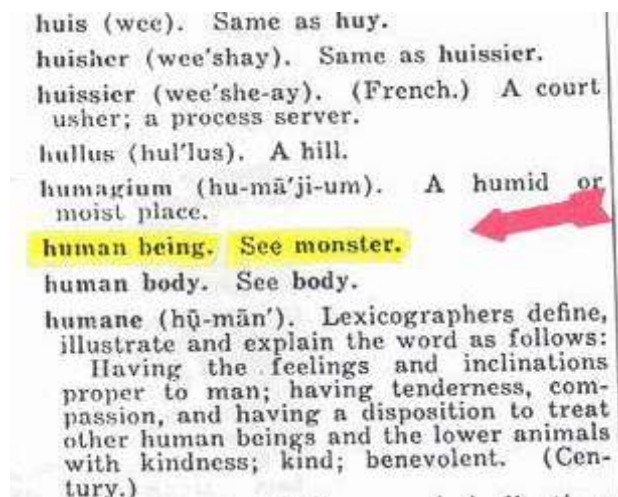 huis (wee). Same as huy.
huisher (wee'shay). Same as huissier.
huissier (wee'she-ay). (French.) A court
usher; a process server.
hullus (hul'lus). A hill.
humagium (hu-mā'ji-um). A humid or
moist place.
human being. See monster.
human body. See body.
humane (hụ̄-mān'). Lexicographers define,
illustrate and explain the word as follows:
Having the feelings and inclinations
proper to man; having tenderness, com-
passion, and having a disposition to treat
other human beings and the lower animals
with kindness; kind; benevolent. (Cen-
tury.)